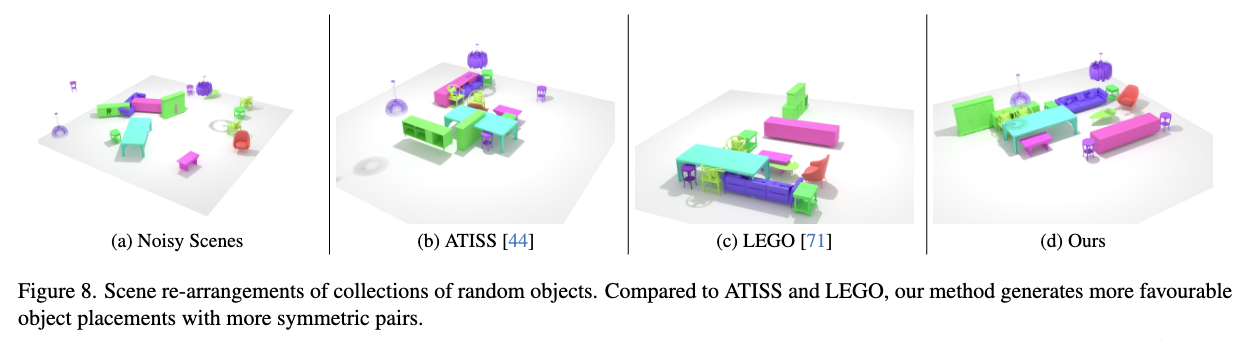 (a) Noisy Scenes
(b) ATISS [44]
(c) LEGO [71]
(d) Ours
Figure 8. Scene re-arrangements of collections of random objects. Compared to ATISS and LEGO, our method generates more favourable
object placements with more symmetric pairs.